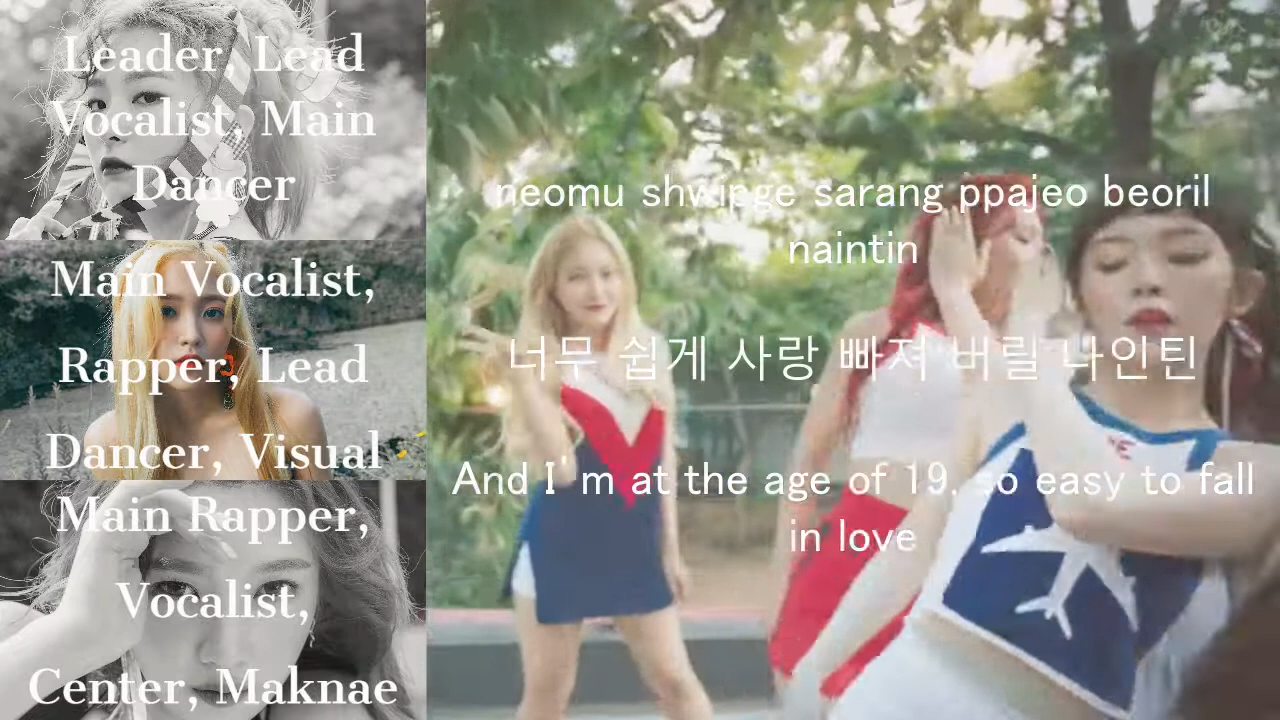 Leader, Lead
Vocalist, Main
Dancer
Main Vocalist,
Rapper, Lead
Dancer, Visual
Main Rapper,
Vocalist,
Center, Maknae
neomu shwipge sarang ppajeo beoril
naintin
너무 쉽게 사랑 빠져 버릴 나인틴
And I'm at the age of 19, so easy to fall
in love